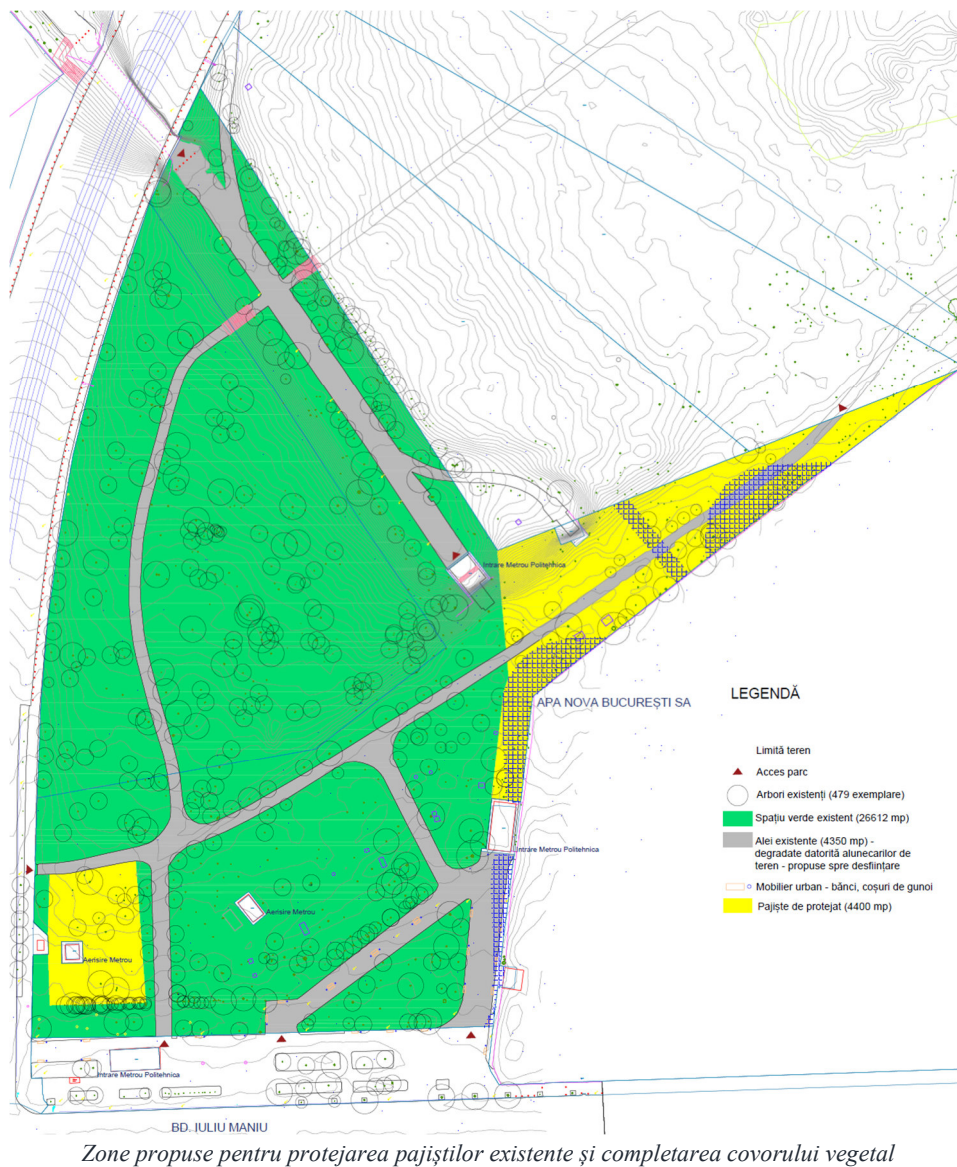 Intrare Metrou Politehnica
APA NOVA BUCUREȘTI SA
LEGENDĂ
Limită teren
Acces parc
Arbori existenți (479 exemplare)
Spațiu verde existent (26612 mp)
Alei existente (4350 mp) -
degradate datorită alunecarilor de
teren - propuse spre desființare
Mobilier urban - bănci, coșuri de gunoi
Pajiște de protejat (4400 mp)
Intrare Metrou Politehnica
Aerisire Metrou
Aerisire Metrou
Intrare Metrou Politehnica
BD. IULIU MANIU
Zone propuse pentru protejarea pajiștilor existente și completarea covorului vegetal